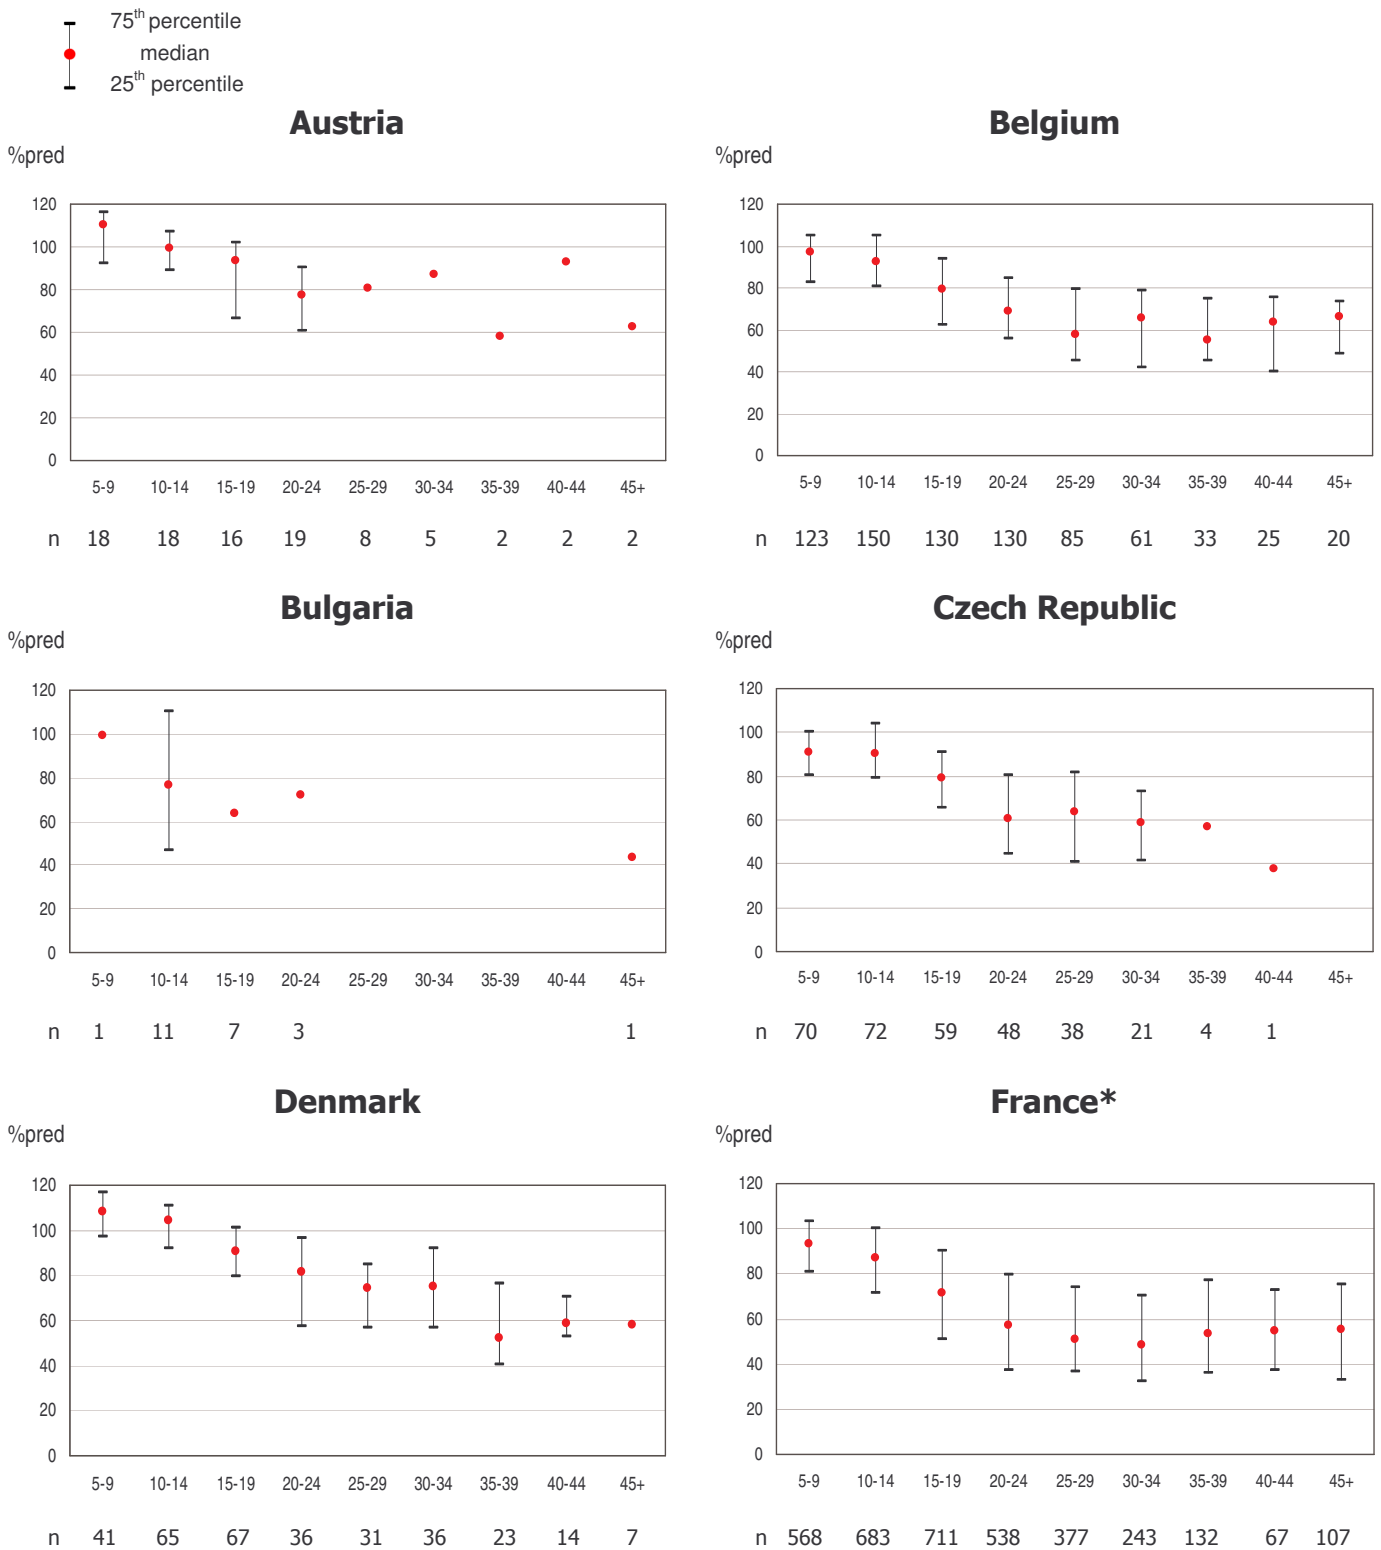 75th percentile
median
25th percentile
Austria
%pred
120
100
80
60
40
20
0
5-9 10-14 15-19 20-24 25-29 30-34 35-39 40-44 45+
n 18 18 16 19 8 5 2 2 2
Belgium
%pred
120
100
80
60
40
20
0
5-9 10-14 15-19 20-24 25-29 30-34 35-39 40-44 45+
n 123 150 130 130 85 61 33 25 20
Bulgaria
%pred
120
100
80
60
40
20
0
5-9 10-14 15-19 20-24 25-29 30-34 35-39 40-44 45+
n 1 11 7 3 1
Czech Republic
%pred
120
100
80
60
40
20
0
5-9 10-14 15-19 20-24 25-29 30-34 35-39 40-44 45+
n 70 72 59 48 38 21 4 1
Denmark
%pred
120
100
80
60
40
20
0
5-9 10-14 15-19 20-24 25-29 30-34 35-39 40-44 45+
n 41 65 67 36 31 36 23 14 7
France*
%pred
120
100
80
60
40
20
0
5-9 10-14 15-19 20-24 25-29 30-34 35-39 40-44 45+
n 568 683 711 538 377 243 132 67 107